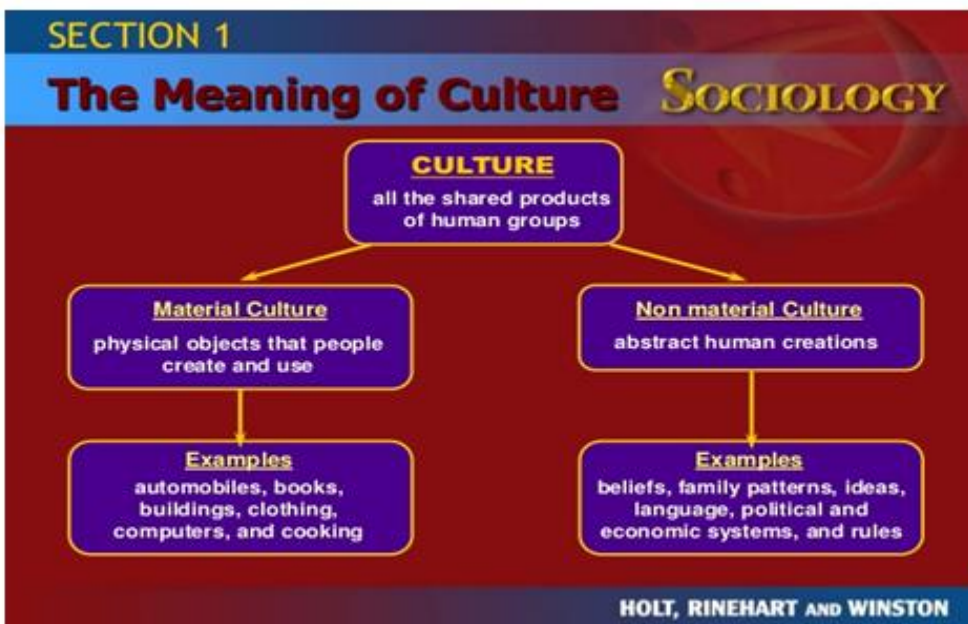 SECTION 1
The Meaning of Culture SOCIOLOGY
CULTURE
all the shared products
of human groups
Material Culture
physical objects that people
create and use
Non material Culture
abstract human creations
Examples
automobiles, books,
buildings, clothing,
computers, and cooking
Examples
beliefs, family patterns, ideas,
language, political and
economic systems, and rules
HOLT, RINEHART AND WINSTON